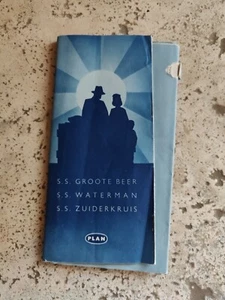 S.S. GROOTE BEER
S.S. WATERMAN
S.S. ZUIDERKRUIS
PLAN